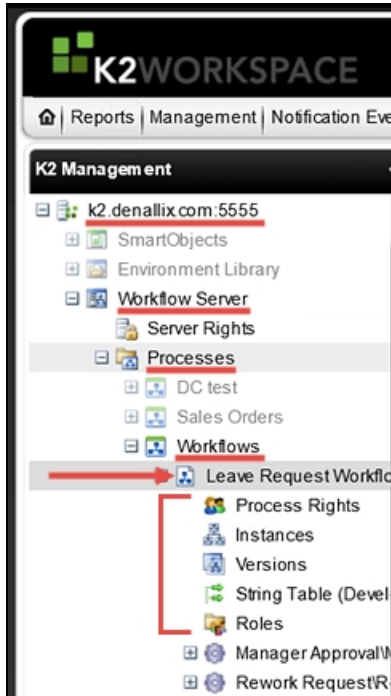 K2WORKSPACE
Reports | Management | Notification Eve
K2 Management
k2.denallix.com:5555
SmartObjects
Environment Library
Workflow Server
Server Rights
Processes
DC test
Sales Orders
Workflows
Leave Request Workflo
Process Rights
Instances
Versions
String Table (Devel
Roles
Manager Approval\M
Rework Request\R